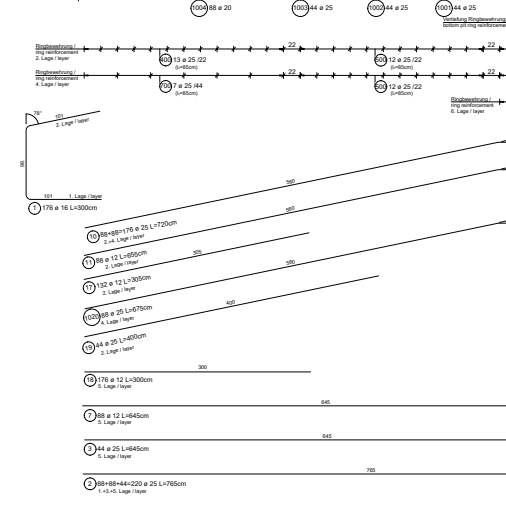 1004 88 ø 20
1003 44 ø 25
1002 44 ø 25
1001 44 ø 25
Vertiefung Ringbewehrung
bottom pit ring reinforcement
Ringbewehrung /
ring reinforcement
2. Lage / layer
22
22
400 13 ø 25 /22
(L=85cm)
500 12 ø 25 /22
(L=85cm)
Ringbewehrung /
ring reinforcement
4. Lage / layer
22
22
700 7 ø 25 /44
(L=85cm)
500 12 ø 25 /22
(L=85cm)
Ringbewehrung /
ring reinforcement
6. Lage / layer
78°
101
2. Lage / layer
98
101 1. Lage / layer
1 176 ø 16 L=300cm
560
10 88+88=176 ø 25 L=720cm
2.+4. Lage / layer
560
11 88 ø 12 L=655cm
2. Lage / layer
305
17 132 ø 12 L=305cm
2. Lage / layer
580
1020 88 ø 25 L=675cm
4. Lage / layer
400
19 44 ø 25 L=400cm
2. Lage / layer
300
18 176 ø 12 L=300cm
5. Lage / layer
645
7 88 ø 12 L=645cm
5. Lage / layer
645
3 44 ø 25 L=645cm
5. Lage / layer
765
2 88+88+44=220 ø 25 L=765cm
1.+3.+5. Lage / layer